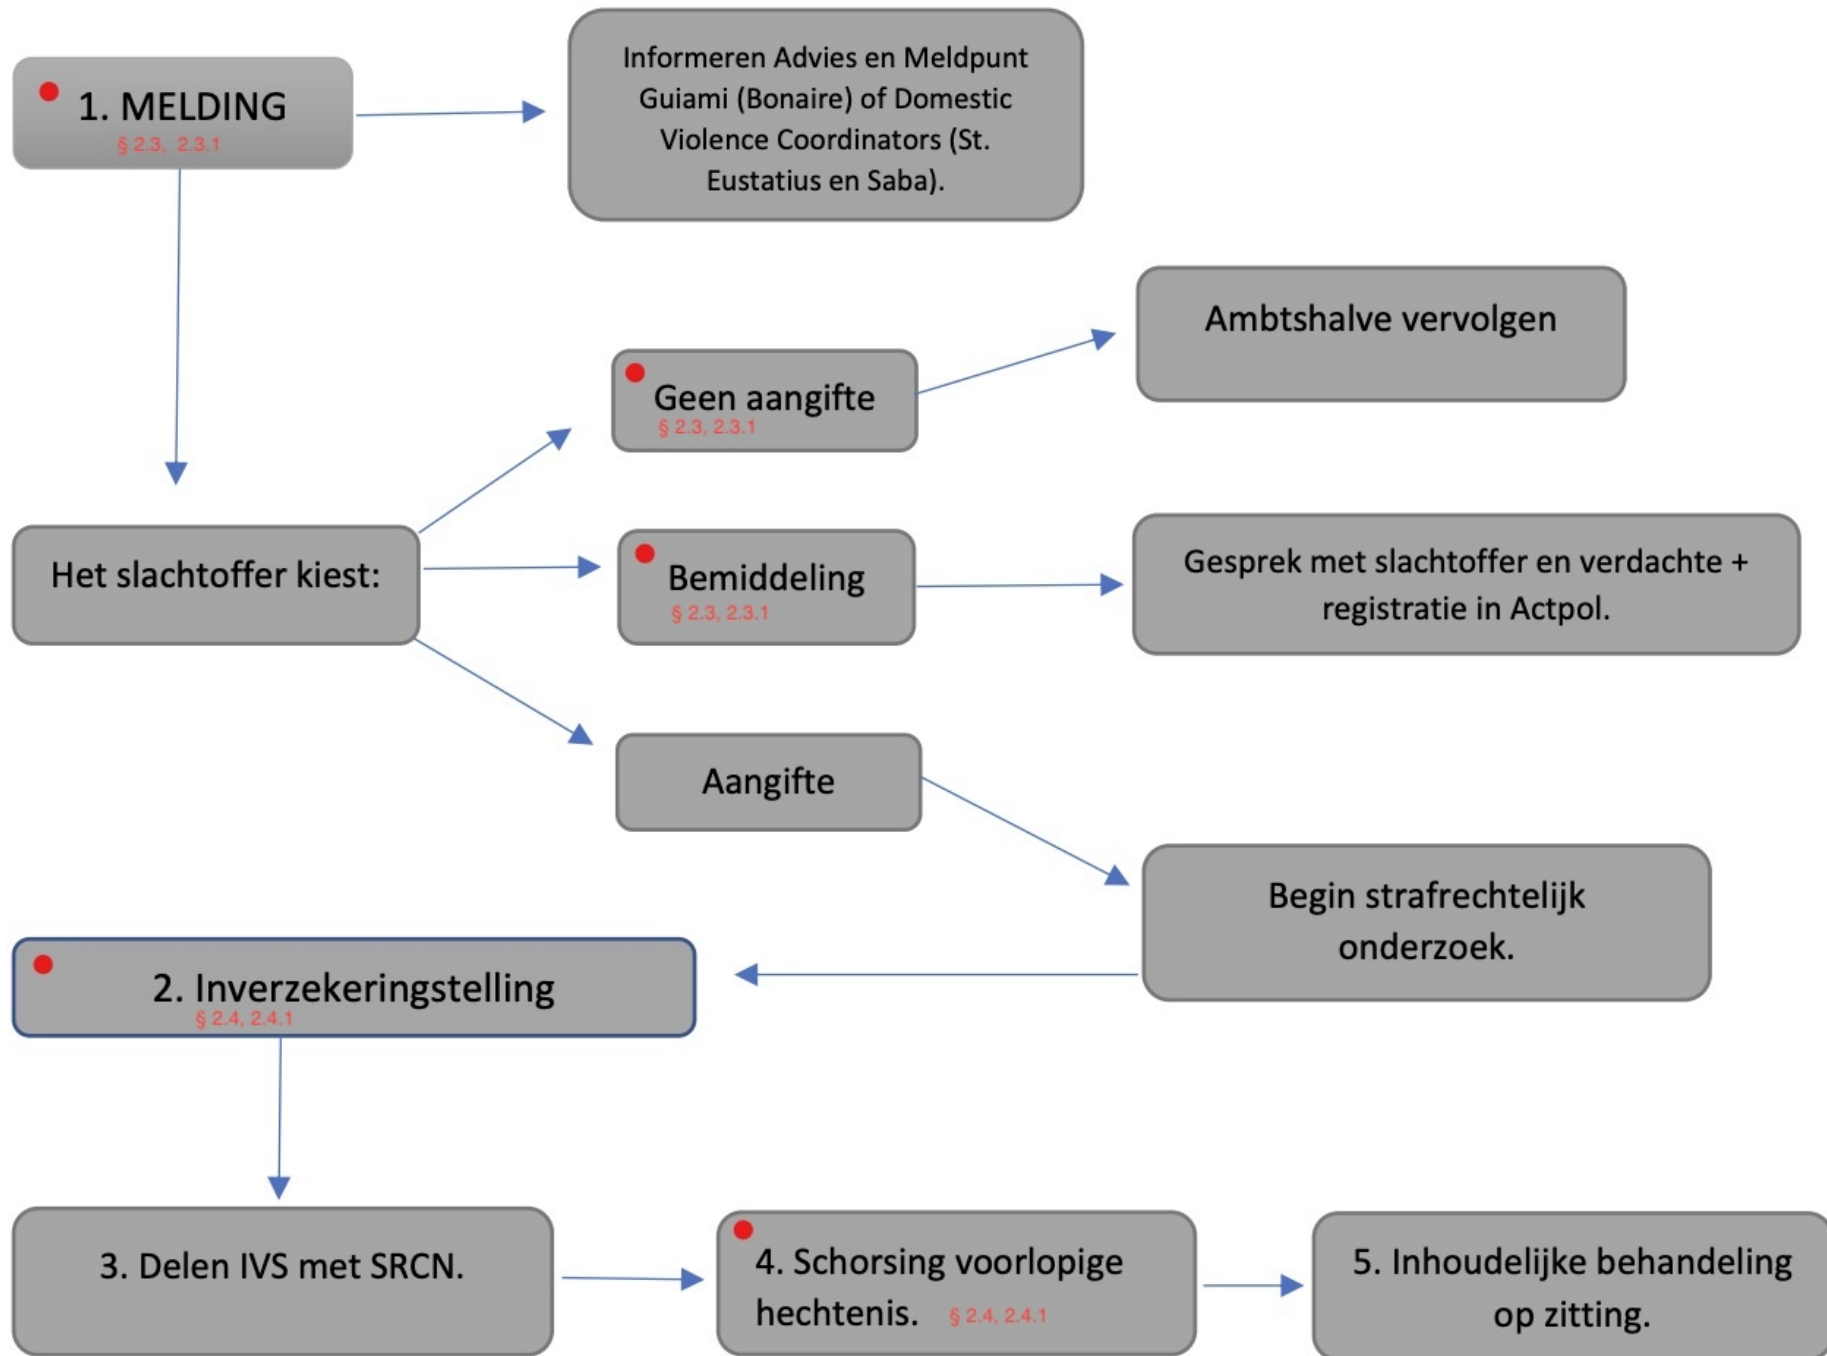 1. MELDING
§ 2.3, 2.3.1
Informeren Advies en Meldpunt
Guiami (Bonaire) of Domestic
Violence Coordinators (St.
Eustatius en Saba).
Ambtshalve vervolgen
Geen aangifte
§ 2.3, 2.3.1
Het slachtoffer kiest:
Bemiddeling
§ 2.3, 2.3.1
Gesprek met slachtoffer en verdachte +
registratie in Actpol.
Aangifte
Begin strafrechtelijk
onderzoek.
2. Inverzekeringstelling
§ 2.4, 2.4.1
3. Delen IVS met SRCN.
4. Schorsing voorlopige
hechtenis. § 2.4, 2.4.1
5. Inhoudelijke behandeling
op zitting.